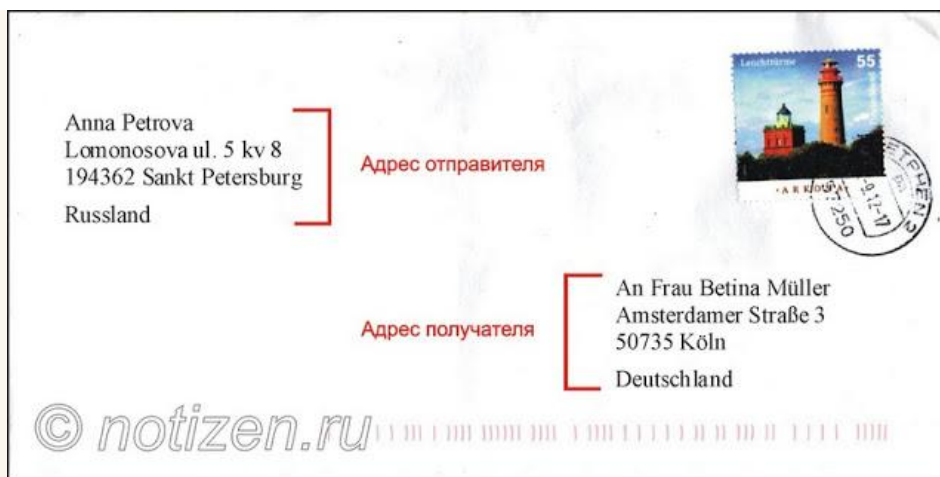 Leuchttürme 55
Anna Petrova
Lomonosova ul. 5 kv 8
194362 Sankt Petersburg
Russland
Адрес отправителя
An Frau Betina Müller
Amsterdamer Straße 3
50735 Köln
Deutschland
Адрес получателя
© notizen.ru